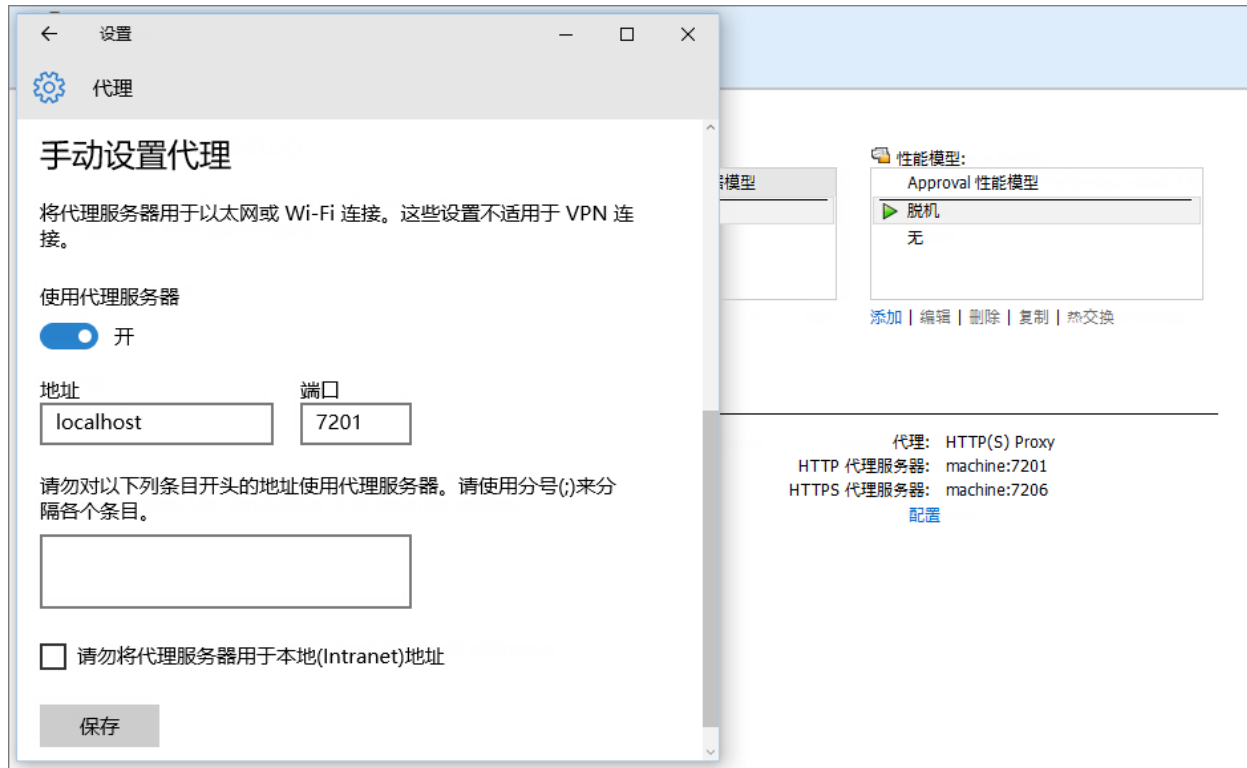 设置
代理
手动设置代理
将代理服务器用于以太网或 Wi-Fi 连接。这些设置不适用于 VPN 连
接。
使用代理服务器
开
地址
端口
localhost
7201
请勿对以下列条目开头的地址使用代理服务器。请使用分号(;)来分
隔各个条目。
请勿将代理服务器用于本地(Intranet)地址
保存
模型
性能模型:
Approval 性能模型
脱机
无
添加 | 编辑 | 删除 | 复制 | 热交换
代理: HTTP(S) Proxy
HTTP 代理服务器: machine:7201
HTTPS 代理服务器: machine:7206
配置